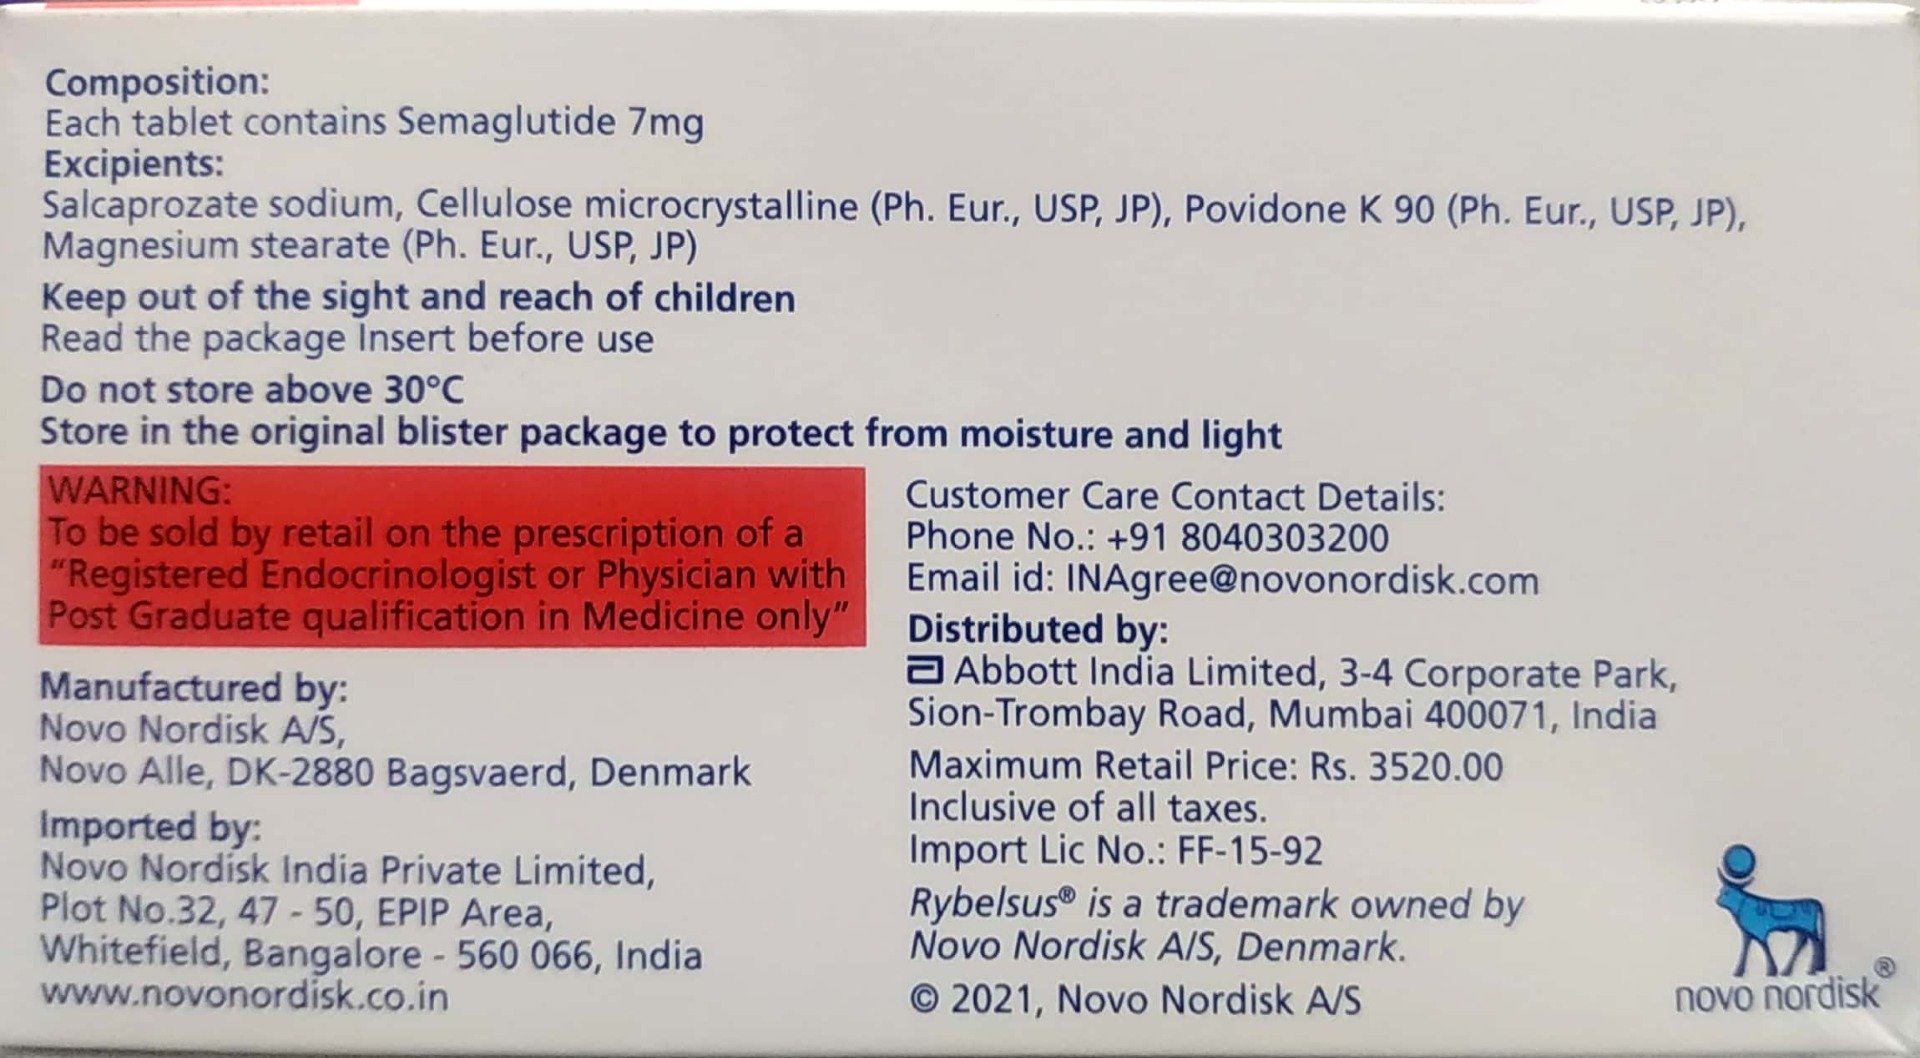 Composition:
Each tablet contains Semaglutide 7mg
Excipients:
Salcaprozate sodium, Cellulose microcrystalline (Ph. Eur., USP, JP), Povidone K 90 (Ph. Eur., USP, JP),
Magnesium stearate (Ph. Eur., USP, JP)
Keep out of the sight and reach of children
Read the package Insert before use
Do not store above 30°C
Store in the original blister package to protect from moisture and light
WARNING:
To be sold by retail on the prescription of a
“Registered Endocrinologist or Physician with
Post Graduate qualification in Medicine only”
Manufactured by:
Novo Nordisk A/S,
Novo Alle, DK-2880 Bagsvaerd, Denmark
Imported by:
Novo Nordisk India Private Limited,
Plot No.32, 47 - 50, EPIP Area,
Whitefield, Bangalore - 560 066, India
www.novonordisk.co.in
Customer Care Contact Details:
Phone No.: +91 8040303200
Email id: INAgree@novonordisk.com
Distributed by:
Abbott India Limited, 3-4 Corporate Park,
Sion-Trombay Road, Mumbai 400071, India
Maximum Retail Price: Rs. 3520.00
Inclusive of all taxes.
Import Lic No.: FF-15-92
Rybelsus® is a trademark owned by
Novo Nordisk A/S, Denmark.
© 2021, Novo Nordisk A/S
novo nordisk®